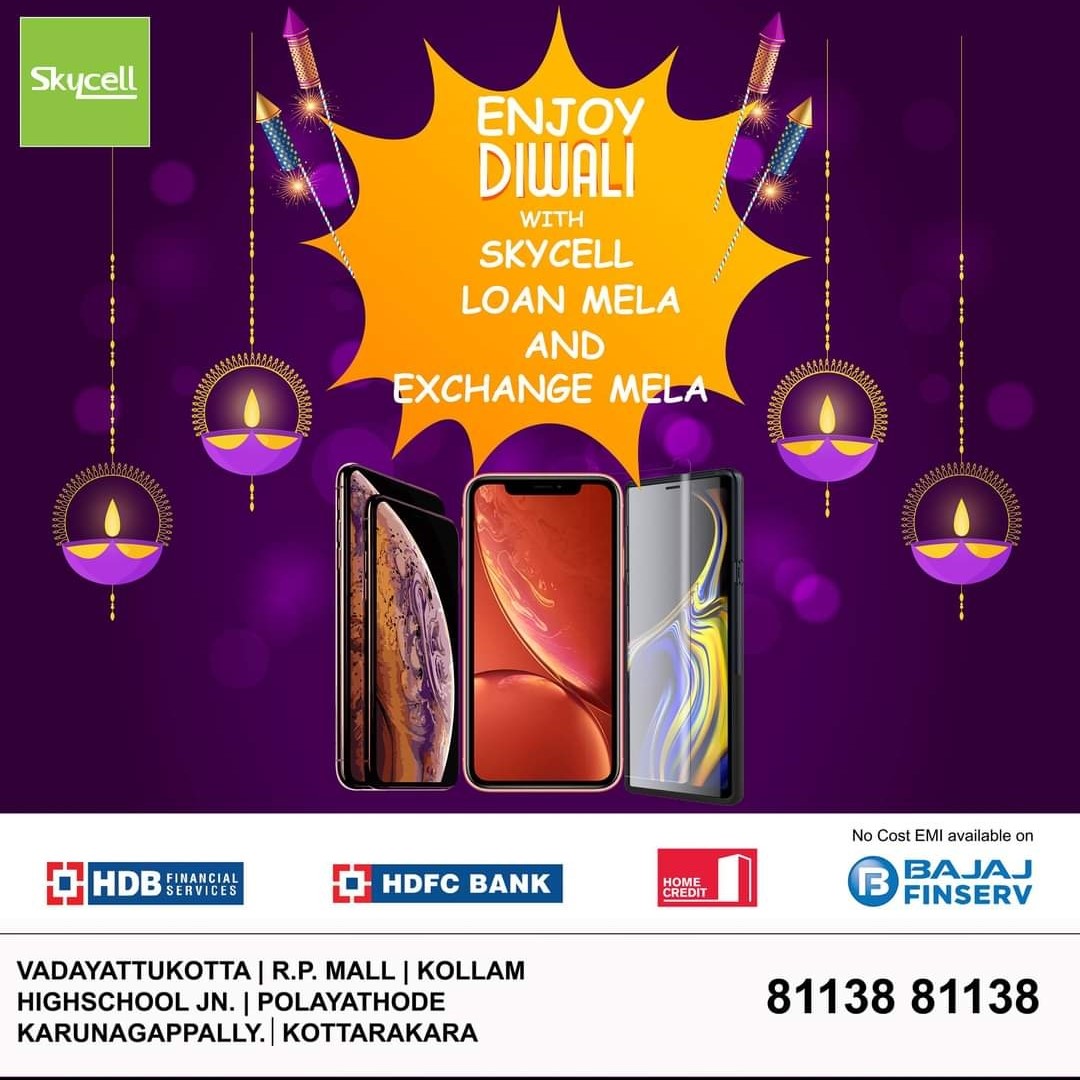 Skycell
ENJOY
DIWALI
WITH
SKYCELL
LOAN MELA
AND
EXCHANGE MELA
No Cost EMI available on
HDB FINANCIAL SERVICES
HDFC BANK
HOME CREDIT
B BAJAJ FINSERV
VADAYATTUKOTTA | R.P. MALL | KOLLAM
HIGHSCHOOL JN. | POLAYATHODE
KARUNAGAPPALLY. | KOTTARAKARA
81138 81138